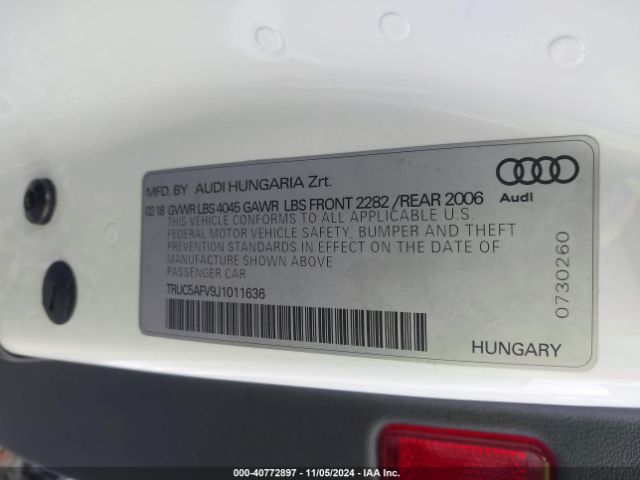 MFD. BY AUDI HUNGARIA Zrt.
02 18 GVWR LBS 4045 GAWR LBS FRONT 2282 / REAR 2006
THIS VEHICLE CONFORMS TO ALL APPLICABLE U.S.
FEDERAL MOTOR VEHICLE SAFETY, BUMPER AND THEFT
PREVENTION STANDARDS IN EFFECT ON THE DATE OF
MANUFACTURE SHOWN ABOVE
PASSENGER CAR
TRUC5AFV9J1011636
Audi
0730260
HUNGARY
000-40772897 - 11/05/2024 - IAA Inc.